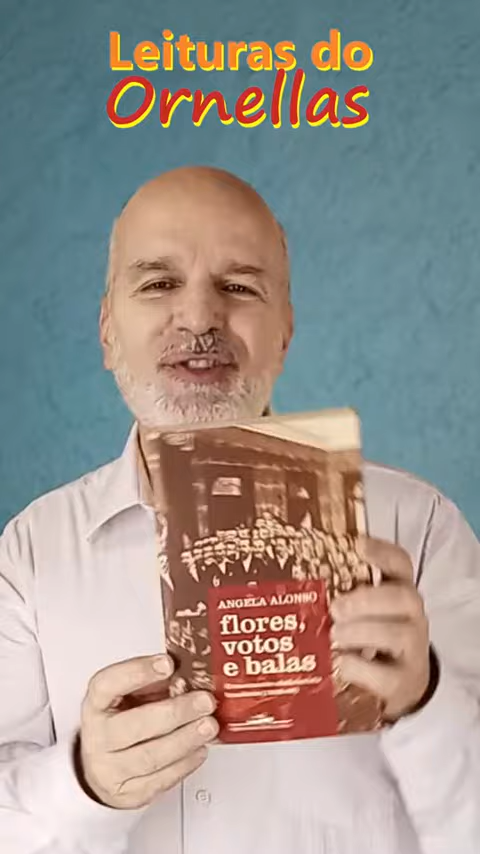 Leituras do
Ornellas
ANGELA ALONSO
flores,
votos
e balas